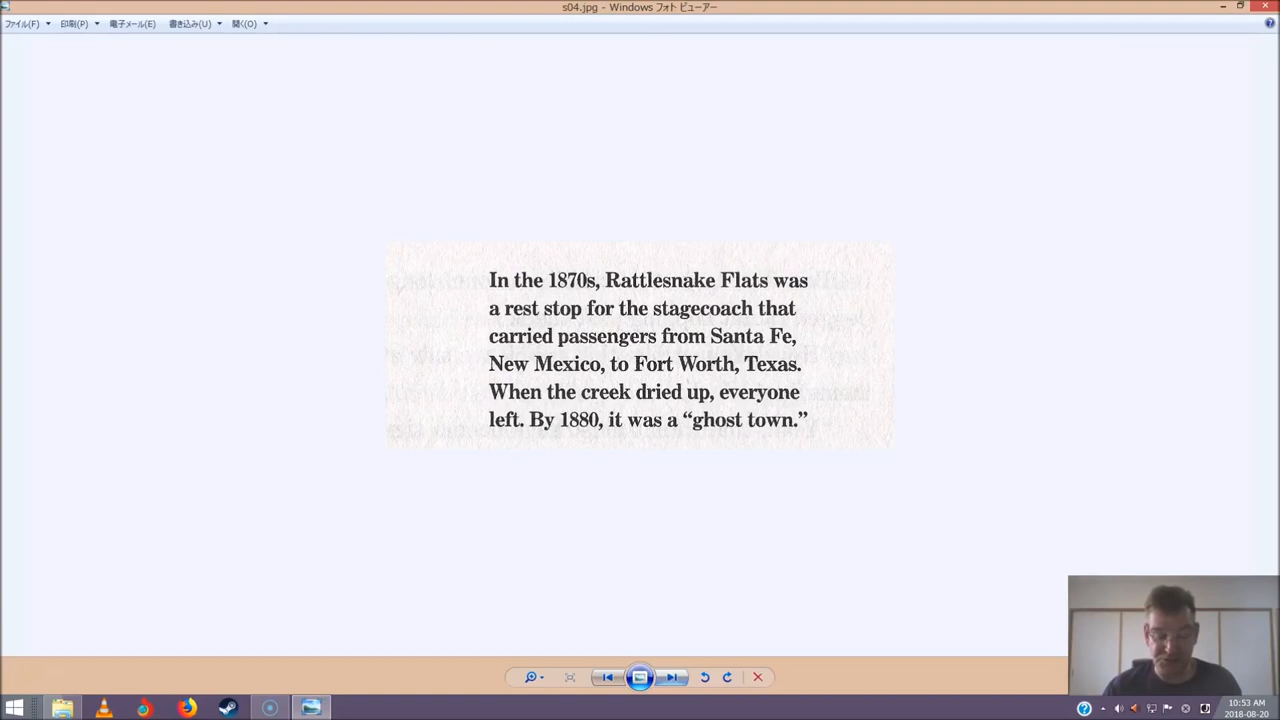 s04.jpg - Windows フォト ビューアー
ファイル(F) 印刷(P) 電子メール(E) 書き込み(U) 開く(O)
In the 1870s, Rattlesnake Flats was
a rest stop for the stagecoach that
carried passengers from Santa Fe,
New Mexico, to Fort Worth, Texas.
When the creek dried up, everyone
left. By 1880, it was a “ghost town.”
10:53 AM
2018-08-20